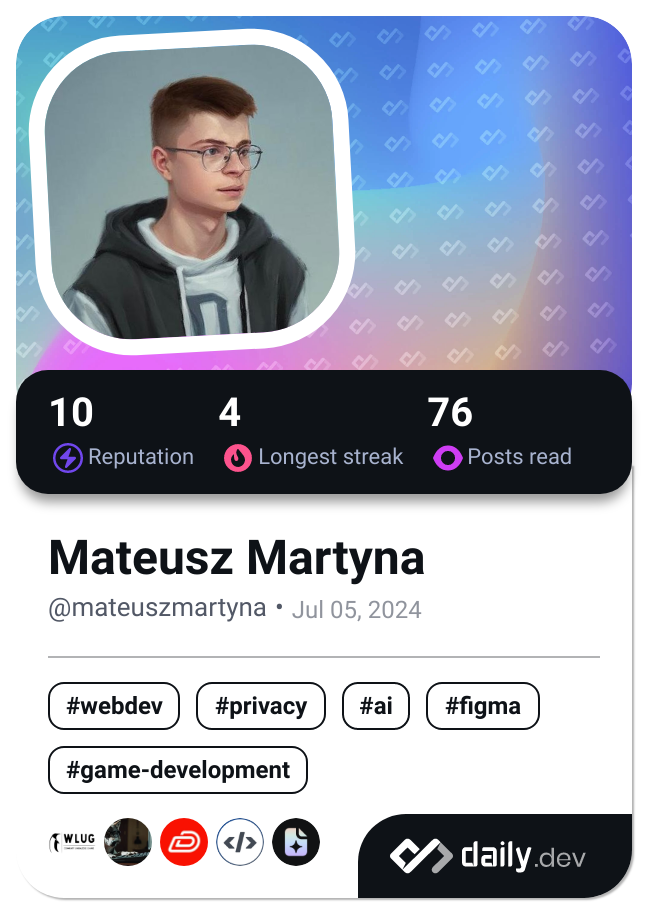 10 4 76
Reputation Longest streak Posts read
Mateusz Martyna
@mateuszmartyna • Jul 05, 2024
#webdev #privacy #ai #figma
#game-development
WLUG
daily.dev